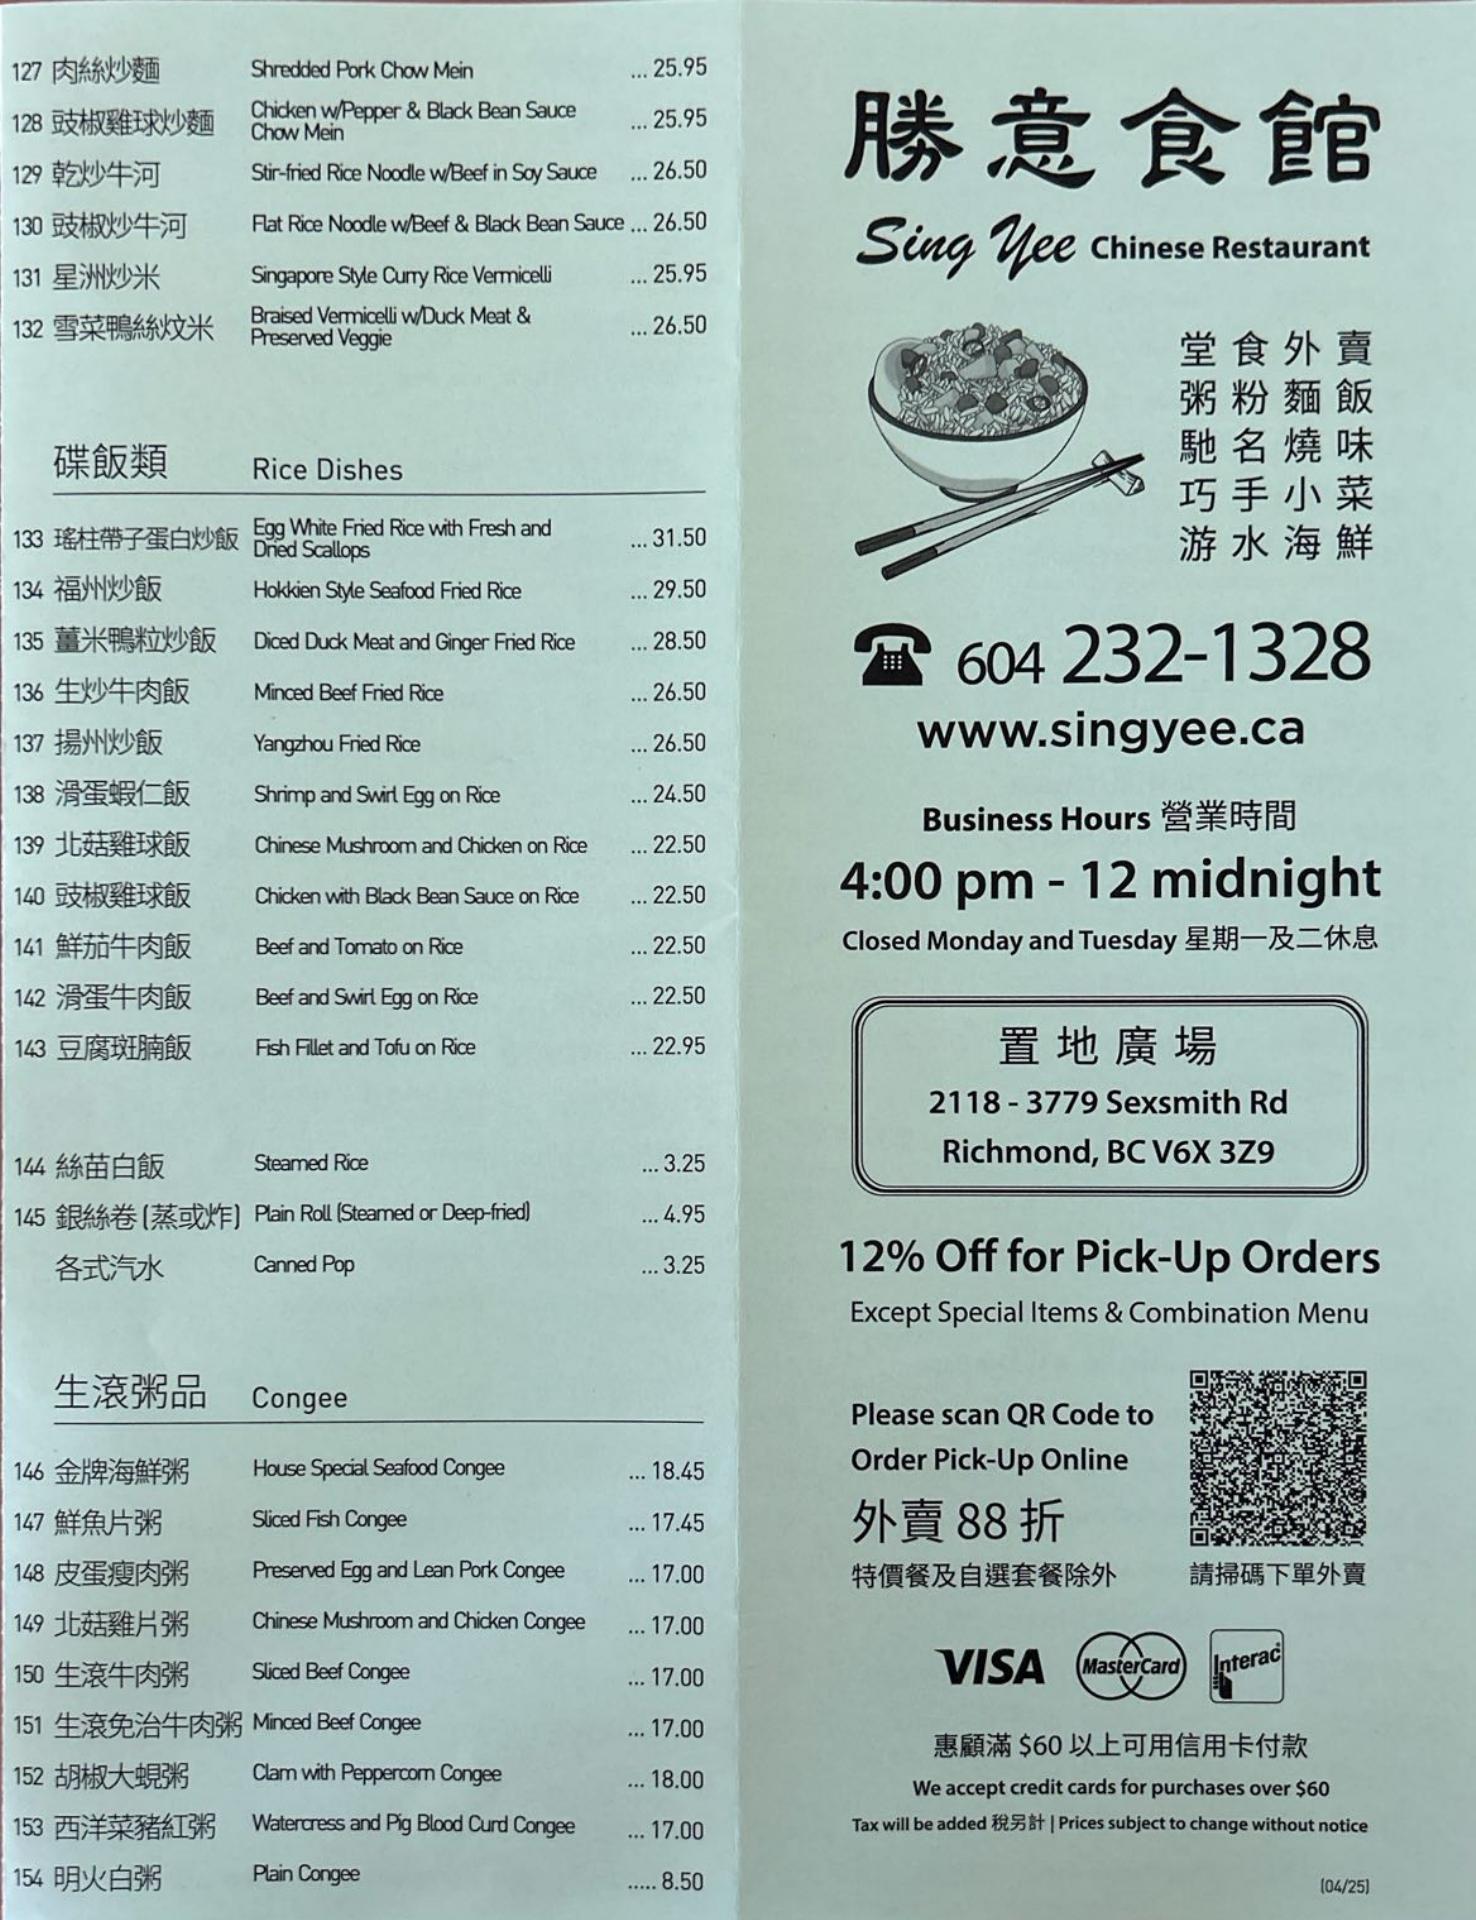 127 肉絲炒麵 Shredded Pork Chow Mein ... 25.95
128 豉椒雞球炒麵 Chicken w/Pepper & Black Bean Sauce
Chow Mein ... 25.95
129 乾炒牛河 Stir-fried Rice Noodle w/Beef in Soy Sauce ... 26.50
130 豉椒炒牛河 Flat Rice Noodle w/Beef & Black Bean Sauce ... 26.50
131 星洲炒米 Singapore Style Curry Rice Vermicelli ... 25.95
132 雪菜鴨絲炆米 Braised Vermicelli w/Duck Meat &
Preserved Veggie ... 26.50
碟飯類 Rice Dishes
133 瑤柱帶子蛋白炒飯 Egg White Fried Rice with Fresh and
Dried Scallops ... 31.50
134 福州炒飯 Hokkien Style Seafood Fried Rice ... 29.50
135 薑米鴨粒炒飯 Diced Duck Meat and Ginger Fried Rice ... 28.50
136 生炒牛肉飯 Minced Beef Fried Rice ... 26.50
137 揚州炒飯 Yangzhou Fried Rice ... 26.50
138 滑蛋蝦仁飯 Shrimp and Swirl Egg on Rice ... 24.50
139 北菇雞球飯 Chinese Mushroom and Chicken on Rice ... 22.50
140 豉椒雞球飯 Chicken with Black Bean Sauce on Rice ... 22.50
141 鮮茄牛肉飯 Beef and Tomato on Rice ... 22.50
142 滑蛋牛肉飯 Beef and Swirl Egg on Rice ... 22.50
143 豆腐斑腩飯 Fish Fillet and Tofu on Rice ... 22.95
144 絲苗白飯 Steamed Rice ... 3.25
145 銀絲卷 (蒸或炸) Plain Roll (Steamed or Deep-fried) ... 4.95
各式汽水 Canned Pop ... 3.25
生滾粥品 Congee
146 金牌海鮮粥 House Special Seafood Congee ... 18.45
147 鮮魚片粥 Sliced Fish Congee ... 17.45
148 皮蛋瘦肉粥 Preserved Egg and Lean Pork Congee ... 17.00
149 北菇雞片粥 Chinese Mushroom and Chicken Congee ... 17.00
150 生滾牛肉粥 Sliced Beef Congee ... 17.00
151 生滾免治牛肉粥 Minced Beef Congee ... 17.00
152 胡椒大蜆粥 Clam with Peppercorn Congee ... 18.00
153 西洋菜豬紅粥 Watercress and Pig Blood Curd Congee ... 17.00
154 明火白粥 Plain Congee ..... 8.50
勝意食館
Sing Yee Chinese Restaurant
堂食外賣
粥粉麵飯
馳名燒味
巧手小菜
游水海鮮
604 232-1328
www.singyee.ca
Business Hours 營業時間
4:00 pm - 12 midnight
Closed Monday and Tuesday 星期一及二休息
置地廣場
2118 - 3779 Sexsmith Rd
Richmond, BC V6X 3Z9
12% Off for Pick-Up Orders
Except Special Items & Combination Menu
Please scan QR Code to
Order Pick-Up Online
外賣 88 折
特價餐及自選套餐除外
請掃碼下單外賣
VISA MasterCard Interac
惠顧滿 $60 以上可用信用卡付款
We accept credit cards for purchases over $60
Tax will be added 稅另計 | Prices subject to change without notice
(04/25)